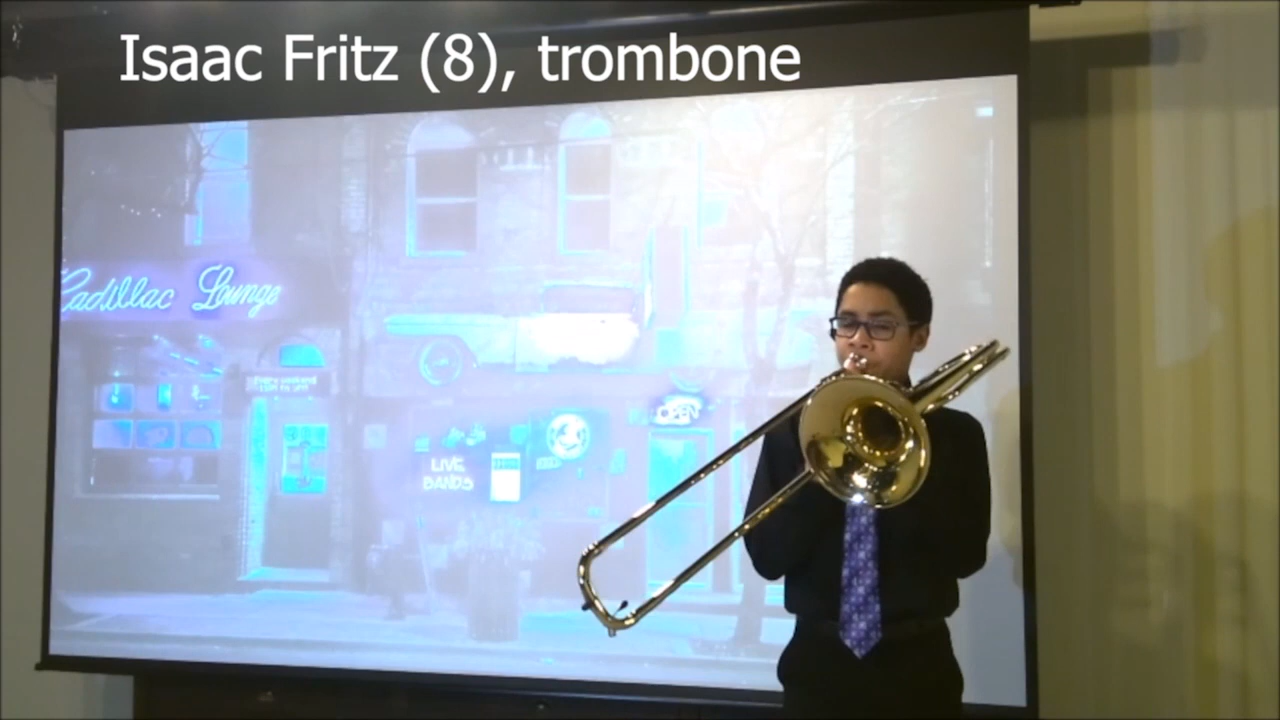 Isaac Fritz (8), trombone
Cadillac Lounge
OPEN
LIVE
BANDS